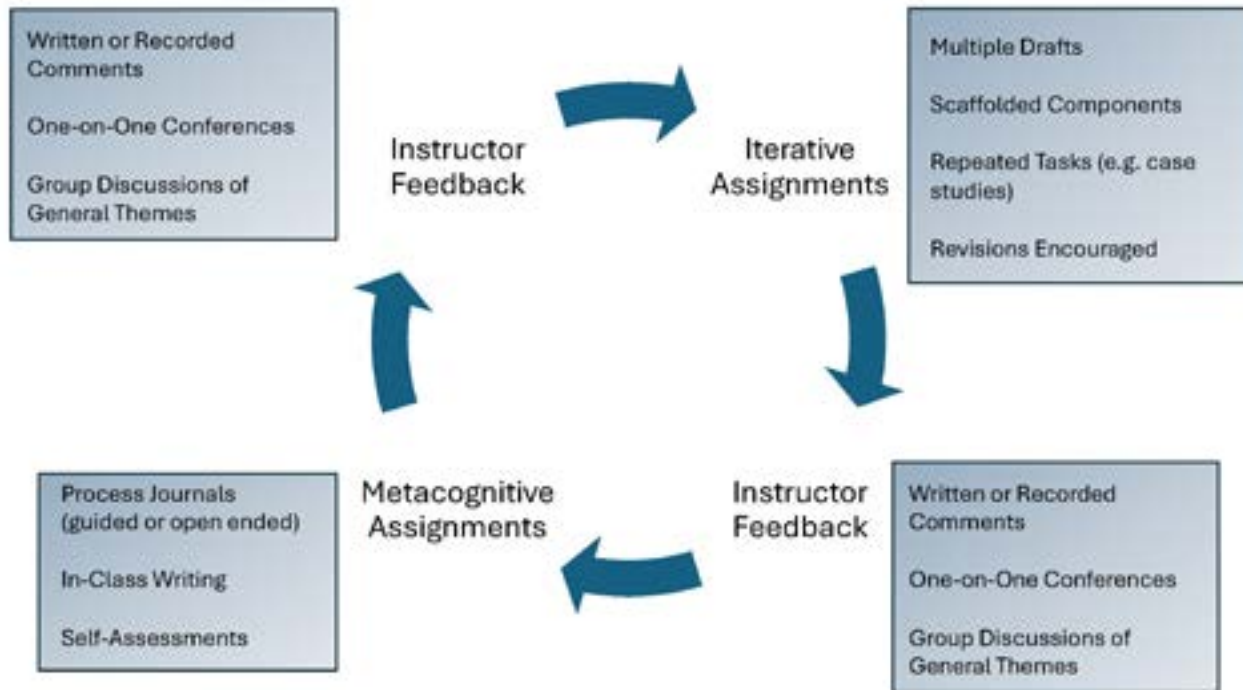 Written or Recorded
Comments
One-on-One Conferences
Group Discussions of
General Themes
Instructor
Feedback
Iterative
Assignments
Multiple Drafts
Scaffolded Components
Repeated Tasks (e.g. case
studies)
Revisions Encouraged
Process Journals
(guided or open ended)
In-Class Writing
Self-Assessments
Metacognitive
Assignments
Instructor
Feedback
Written or Recorded
Comments
One-on-One Conferences
Group Discussions of
General Themes